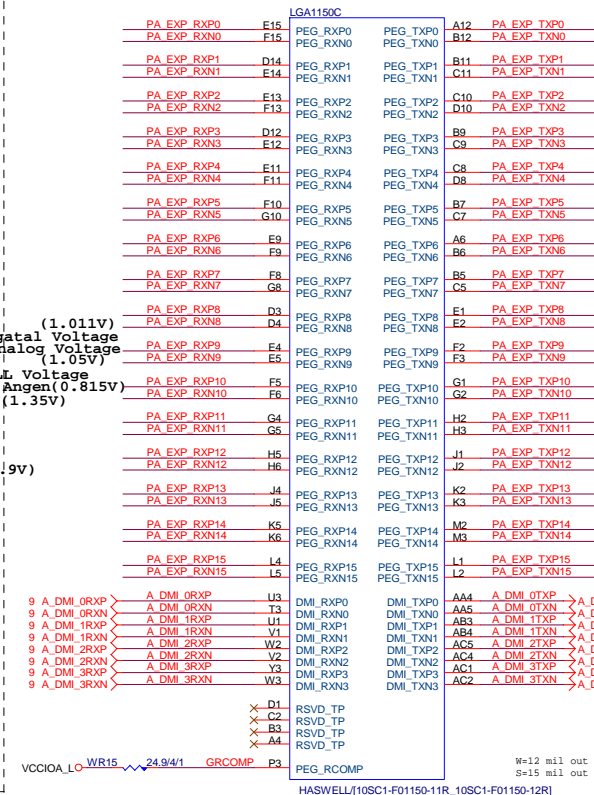 LGA1150C
PA_EXP_RXP0 E15 PEG_RXP0 PEG_TXP0 A12 PA_EXP_TXP0
PA_EXP_RXN0 F15 PEG_RXN0 PEG_TXN0 B12 PA_EXP_TXN0
PA_EXP_RXP1 D14 PEG_RXP1 PEG_TXP1 B11 PA_EXP_TXP1
PA_EXP_RXN1 E14 PEG_RXN1 PEG_TXN1 C11 PA_EXP_TXN1
PA_EXP_RXP2 E13 PEG_RXP2 PEG_TXP2 C10 PA_EXP_TXP2
PA_EXP_RXN2 F13 PEG_RXN2 PEG_TXN2 D10 PA_EXP_TXN2
PA_EXP_RXP3 D12 PEG_RXP3 PEG_TXP3 B9 PA_EXP_TXP3
PA_EXP_RXN3 E12 PEG_RXN3 PEG_TXN3 C9 PA_EXP_TXN3
PA_EXP_RXP4 E11 PEG_RXP4 PEG_TXP4 C8 PA_EXP_TXP4
PA_EXP_RXN4 F11 PEG_RXN4 PEG_TXN4 D8 PA_EXP_TXN4
PA_EXP_RXP5 F10 PEG_RXP5 PEG_TXP5 B7 PA_EXP_TXP5
PA_EXP_RXN5 G10 PEG_RXN5 PEG_TXN5 C7 PA_EXP_TXN5
PA_EXP_RXP6 E9 PEG_RXP6 PEG_TXP6 A6 PA_EXP_TXP6
PA_EXP_RXN6 F9 PEG_RXN6 PEG_TXN6 B6 PA_EXP_TXN6
PA_EXP_RXP7 F8 PEG_RXP7 PEG_TXP7 B5 PA_EXP_TXP7
PA_EXP_RXN7 G8 PEG_RXN7 PEG_TXN7 C5 PA_EXP_TXN7
PA_EXP_RXP8 D3 PEG_RXP8 PEG_TXP8 E1 PA_EXP_TXP8
(1.011V) PA_EXP_RXN8 D4 PEG_RXN8 PEG_TXN8 E2 PA_EXP_TXN8
gatal Voltage
nalog Voltage PA_EXP_RXP9 E4 PEG_RXP9 PEG_TXP9 F2 PA_EXP_TXP9
(1.05V) PA_EXP_RXN9 E5 PEG_RXN9 PEG_TXN9 F3 PA_EXP_TXN9
LL Voltage
Angen(0.815V) PA_EXP_RXP10 F5 PEG_RXP10 PEG_TXP10 G1 PA_EXP_TXP10
(1.35V) PA_EXP_RXN10 F6 PEG_RXN10 PEG_TXN10 G2 PA_EXP_TXN10
PA_EXP_RXP11 G4 PEG_RXP11 PEG_TXP11 H2 PA_EXP_TXP11
PA_EXP_RXN11 G5 PEG_RXN11 PEG_TXN11 H3 PA_EXP_TXN11
PA_EXP_RXP12 H5 PEG_RXP12 PEG_TXP12 J1 PA_EXP_TXP12
.9V) PA_EXP_RXN12 H6 PEG_RXN12 PEG_TXN12 J2 PA_EXP_TXN12
PA_EXP_RXP13 J4 PEG_RXP13 PEG_TXP13 K2 PA_EXP_TXP13
PA_EXP_RXN13 J5 PEG_RXN13 PEG_TXN13 K3 PA_EXP_TXN13
PA_EXP_RXP14 K5 PEG_RXP14 PEG_TXP14 M2 PA_EXP_TXP14
PA_EXP_RXN14 K6 PEG_RXN14 PEG_TXN14 M3 PA_EXP_TXN14
PA_EXP_RXP15 L4 PEG_RXP15 PEG_TXP15 L1 PA_EXP_TXP15
PA_EXP_RXN15 L5 PEG_RXN15 PEG_TXN15 L2 PA_EXP_TXN15
9 A_DMI_0RXP A_DMI_0RXP U3 DMI_RXP0 DMI_TXP0 AA4 A_DMI_0TXP A_D
9 A_DMI_0RXN A_DMI_0RXN T3 DMI_RXN0 DMI_TXN0 AA5 A_DMI_0TXN A_D
9 A_DMI_1RXP A_DMI_1RXP U1 DMI_RXP1 DMI_TXP1 AB3 A_DMI_1TXP A_D
9 A_DMI_1RXN A_DMI_1RXN V1 DMI_RXN1 DMI_TXN1 AB4 A_DMI_1TXN A_D
9 A_DMI_2RXP A_DMI_2RXP W2 DMI_RXP2 DMI_TXP2 AC5 A_DMI_2TXP A_D
9 A_DMI_2RXN A_DMI_2RXN V2 DMI_RXN2 DMI_TXN2 AC4 A_DMI_2TXN A_D
9 A_DMI_3RXP A_DMI_3RXP Y3 DMI_RXP3 DMI_TXP3 AC1 A_DMI_3TXP A_D
9 A_DMI_3RXN A_DMI_3RXN W3 DMI_RXN3 DMI_TXN3 AC2 A_DMI_3TXN A_D
D1 RSVD_TP
C2 RSVD_TP
B3 RSVD_TP
A4 RSVD_TP
VCCIOA_L WR15 24.9/4/1 GRCOMP P3 PEG_RCOMP
W=12 mil out
S=15 mil out
HASWELL/[10SC1-F01150-11R_10SC1-F01150-12R]